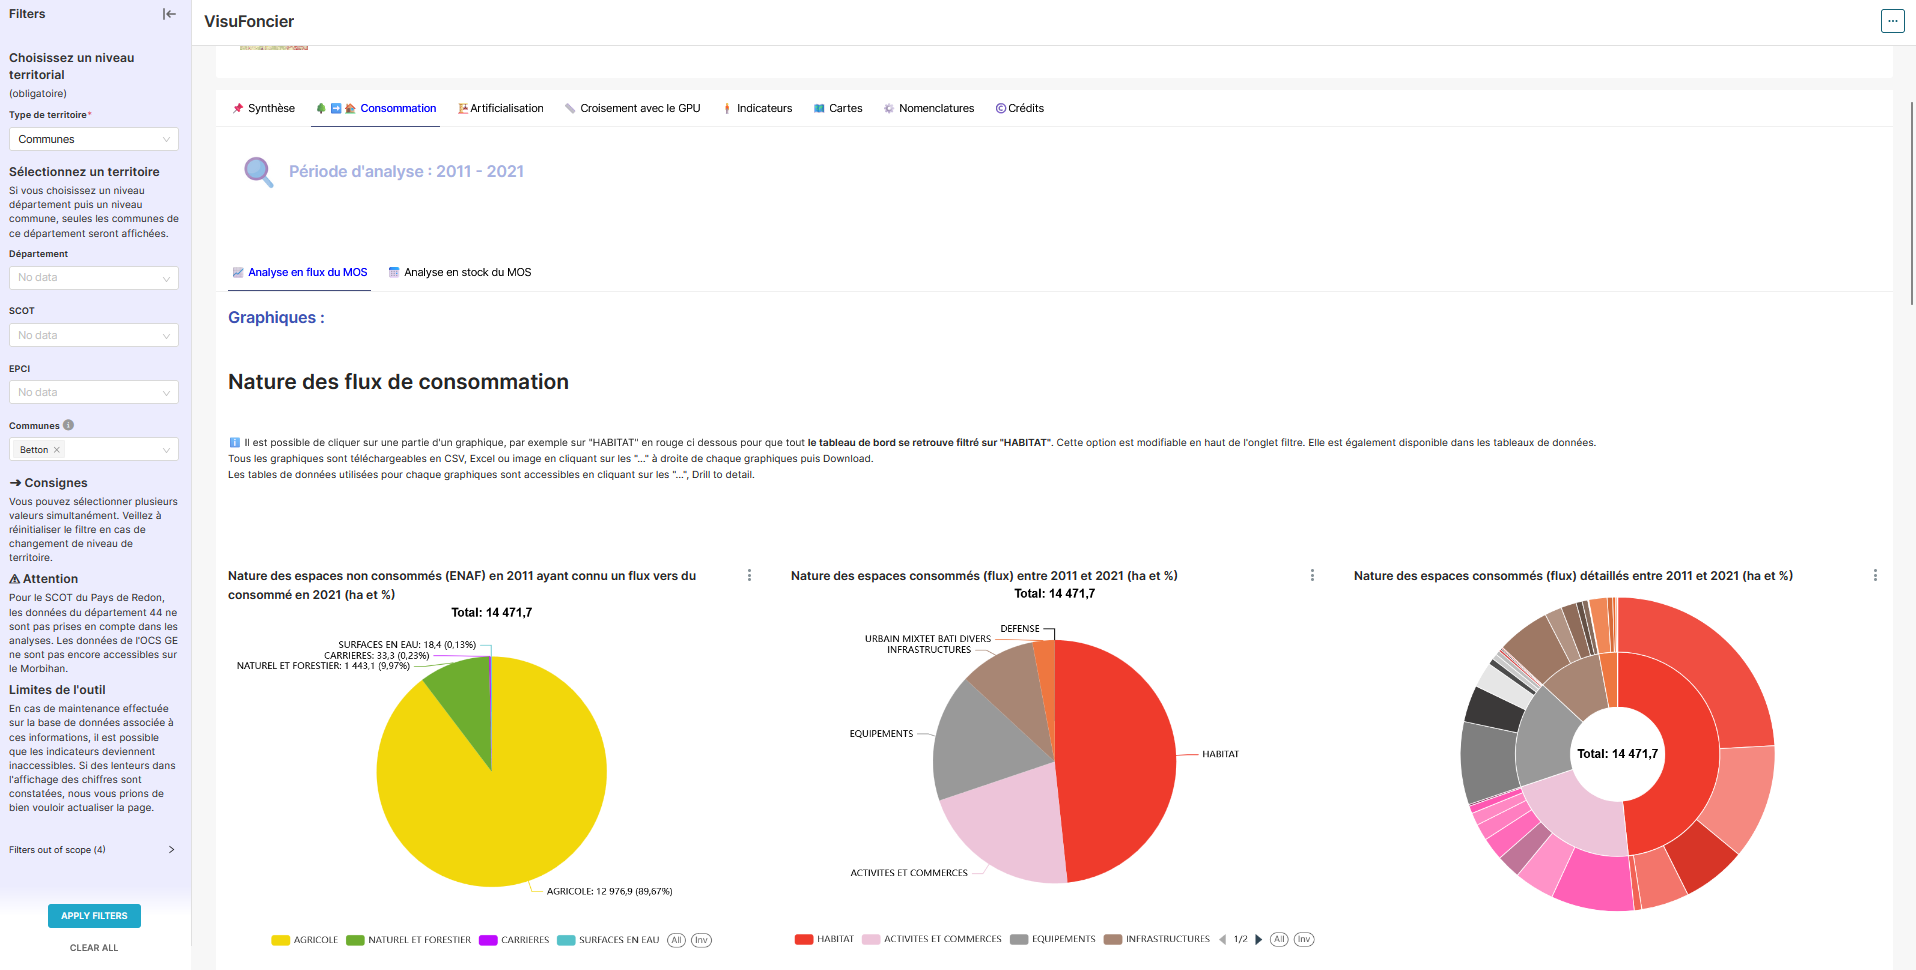 Filters
Choisissez un niveau
territorial
(obligatoire)
Type de territoire*
Communes
Sélectionnez un territoire
Si vous choisissez un niveau
département puis un niveau
commune, seules les communes de
ce département seront affichées.
Département
No data
SCOT
No data
EPCI
No data
Communes
Betton
➞ Consignes
Vous pouvez sélectionner plusieurs
valeurs simultanément. Veillez à
réinitialiser le filtre en cas de
changement de niveau de
territoire.
⚠ Attention
Pour le SCOT du Pays de Redon,
les données du département 44 ne
sont pas prises en compte dans les
analyses. Les données de l'OCS GE
ne sont pas encore accessibles sur
le Morbihan.
Limites de l'outil
En cas de maintenance effectuée
sur la base de données associée à
ces informations, il est possible
que les indicateurs deviennent
inaccessibles. Si des lenteurs dans
l'affichage des chiffres sont
constatées, nous vous prions de
bien vouloir actualiser la page.
Filters out of scope (4)
APPLY FILTERS
CLEAR ALL
VisuFoncier
Synthèse
Consommation
Artificialisation
Croisement avec le GPU
Indicateurs
Cartes
Nomenclatures
© Crédits
Période d'analyse : 2011 - 2021
Analyse en flux du MOS
Analyse en stock du MOS
Graphiques :
Nature des flux de consommation
ℹ Il est possible de cliquer sur une partie d'un graphique, par exemple sur "HABITAT" en rouge ci dessous pour que tout le tableau de bord se retrouve filtré sur "HABITAT". Cette option est modifiable en haut de l'onglet filtre. Elle est également disponible dans les tableaux de données.
Tous les graphiques sont téléchargeables en CSV, Excel ou image en cliquant sur les "..." à droite de chaque graphiques puis Download.
Les tables de données utilisées pour chaque graphiques sont accessibles en cliquant sur les "...", Drill to detail.
Nature des espaces non consommés (ENAF) en 2011 ayant connu un flux vers du
consommé en 2021 (ha et %)
Total: 14 471,7
SURFACES EN EAU: 18,4 (0,13%)
CARRIERES: 33,3 (0,23%)
NATUREL ET FORESTIER: 1 443,1 (9,97%)
AGRICOLE: 12 976,9 (89,67%)
AGRICOLE
NATUREL ET FORESTIER
CARRIERES
SURFACES EN EAU
All
Inv
Nature des espaces consommés (flux) entre 2011 et 2021 (ha et %)
Total: 14 471,7
DEFENSE
URBAIN MIXTET BATI DIVERS
INFRASTRUCTURES
EQUIPEMENTS
HABITAT
ACTIVITES ET COMMERCES
HABITAT
ACTIVITES ET COMMERCES
EQUIPEMENTS
INFRASTRUCTURES
1/2
All
Inv
Nature des espaces consommés (flux) détaillés entre 2011 et 2021 (ha et %)
Total: 14 471,7